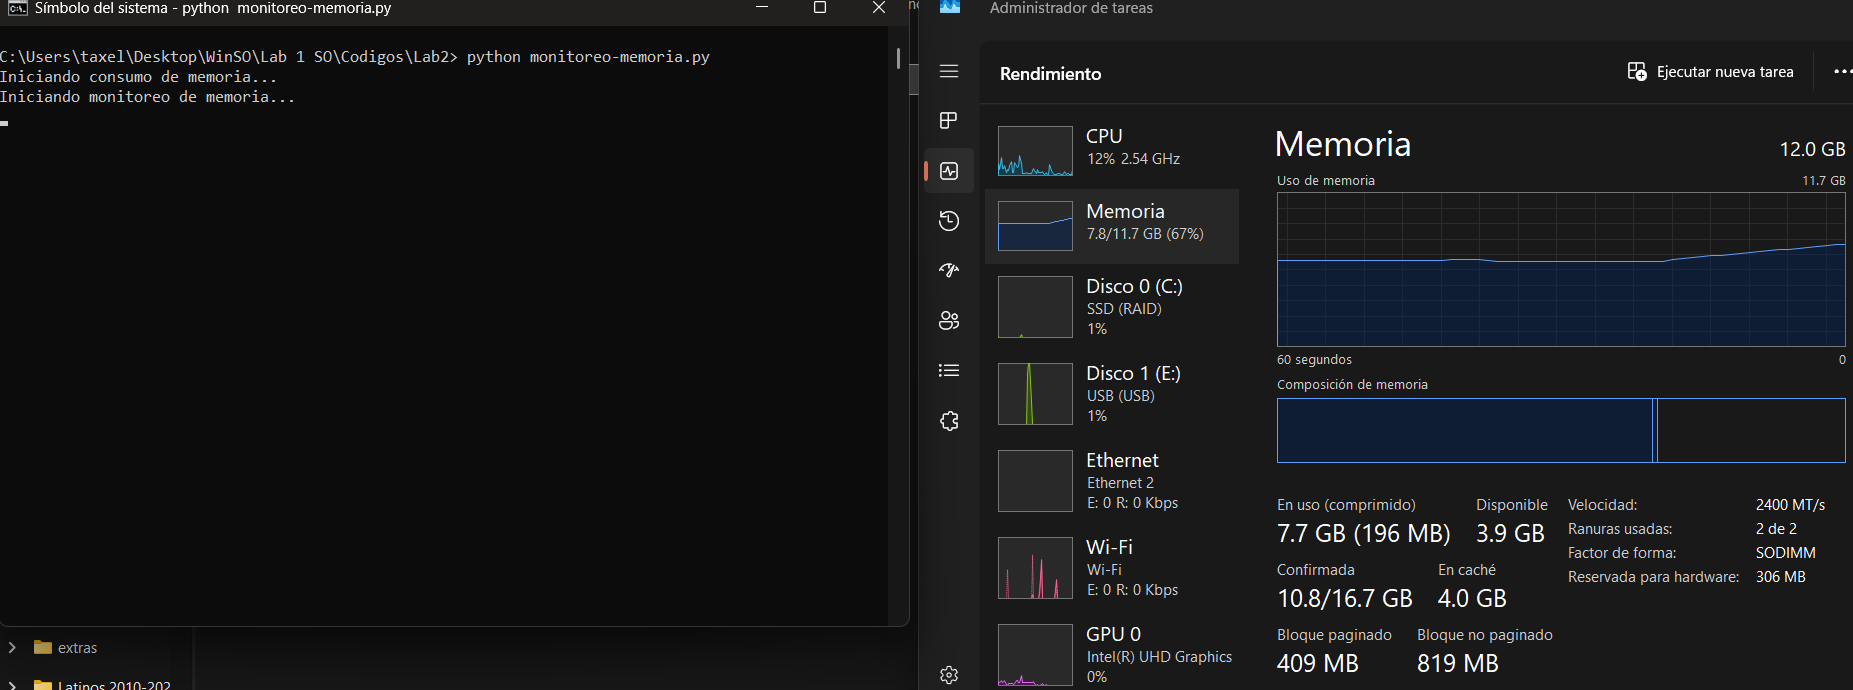 Símbolo del sistema - python  monitoreo-memoria.py
C:\Users\taxel\Desktop\WinSO\Lab 1 SO\Codigos\Lab2> python monitoreo-memoria.py
Iniciando consumo de memoria...
Iniciando monitoreo de memoria...
extras
Latinos 2010-202
Administrador de tareas
Rendimiento
Ejecutar nueva tarea
CPU
12% 2.54 GHz
Memoria
7.8/11.7 GB (67%)
Disco 0 (C:)
SSD (RAID)
1%
Disco 1 (E:)
USB (USB)
1%
Ethernet
Ethernet 2
E: 0 R: 0 Kbps
Wi-Fi
Wi-Fi
E: 0 R: 0 Kbps
GPU 0
Intel(R) UHD Graphics
0%
Memoria
12.0 GB
Uso de memoria
11.7 GB
60 segundos
0
Composición de memoria
En uso (comprimido)
7.7 GB (196 MB)
Disponible
3.9 GB
Confirmada
10.8/16.7 GB
En caché
4.0 GB
Bloque paginado
409 MB
Bloque no paginado
819 MB
Velocidad: 2400 MT/s
Ranuras usadas: 2 de 2
Factor de forma: SODIMM
Reservada para hardware: 306 MB